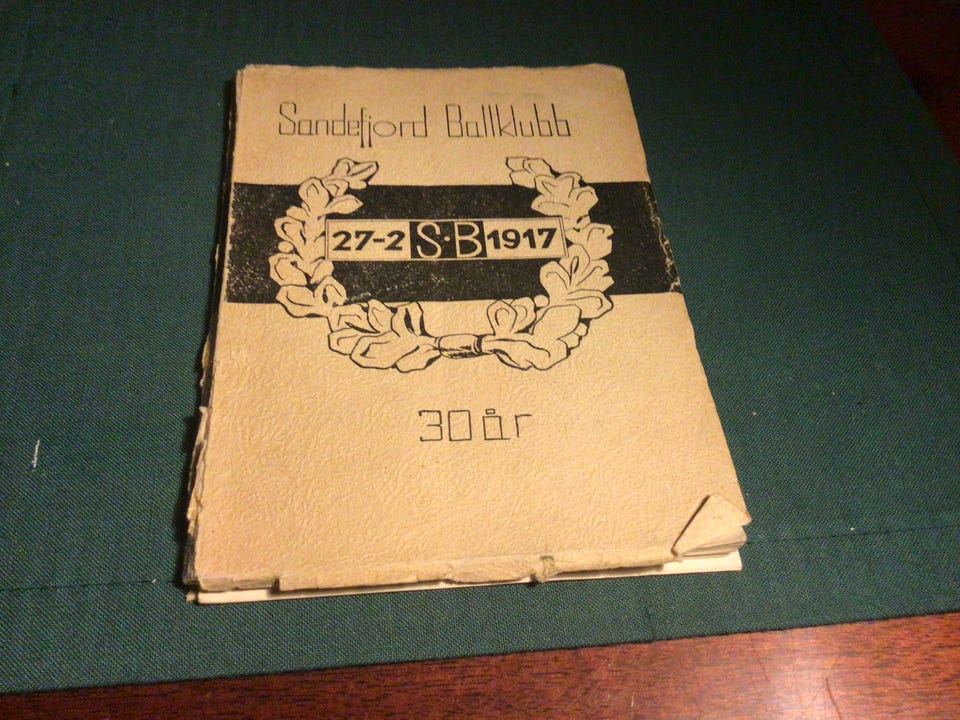 Sandefjord Ballklubb
27-2 S·B 1917
30 år